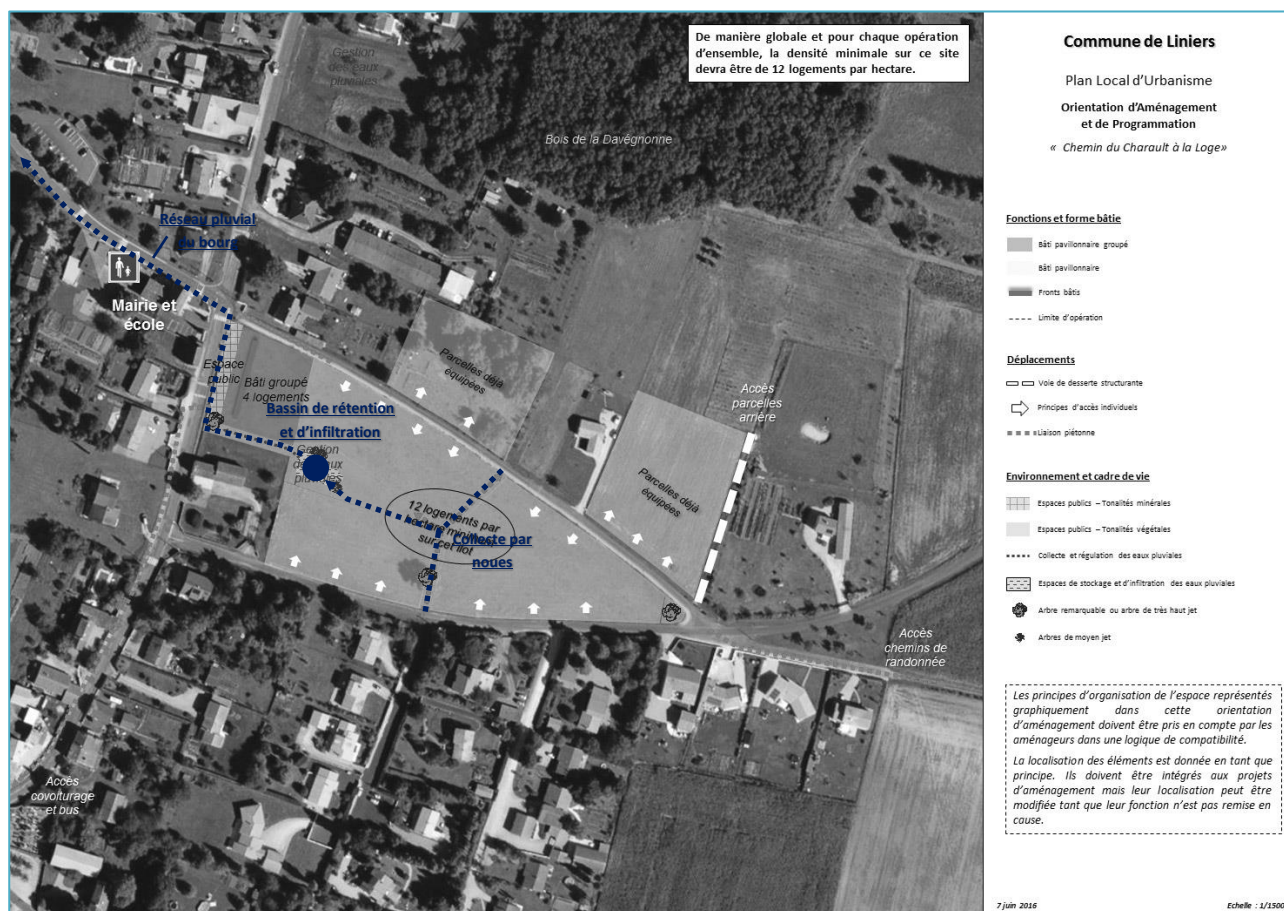 De manière globale et pour chaque opération
d'ensemble, la densité minimale sur ce site
devra être de 12 logements par hectare.
Gestion
des eaux
pluviales
Bois de la Davégnonne
Réseau pluvial
du bourg
Mairie et
école
Espace
public
Bâti groupé
4 logements
Bassin de rétention
et d'infiltration
Gestion
des eaux
pluviales
Parcelles déjà
équipées
Accès
parcelles
arrière
Parcelles déjà
équipées
12 logements par
hectare minimum
sur cet îlot
Collecte par
noues
Accès
chemins de
randonnée
Accès
covoiturage
et bus
Commune de Liniers
Plan Local d'Urbanisme
Orientation d'Aménagement
et de Programmation
« Chemin du Charault à la Loge»
Fonctions et forme bâtie
Bâti pavillonnaire groupé
Bâti pavillonnaire
Fronts bâtis
Limite d'opération
Déplacements
Voie de desserte structurante
Principes d'accès individuels
Liaison piétonne
Environnement et cadre de vie
Espaces publics – Tonalités minérales
Espaces publics – Tonalités végétales
Collecte et régulation des eaux pluviales
Espaces de stockage et d'infiltration des eaux pluviales
Arbre remarquable ou arbre de très haut jet
Arbres de moyen jet
Les principes d'organisation de l'espace représentés
graphiquement dans cette orientation
d'aménagement doivent être pris en compte par les
aménageurs dans une logique de compatibilité.
La localisation des éléments est donnée en tant que
principe. Ils doivent être intégrés aux projets
d'aménagement mais leur localisation peut être
modifiée tant que leur fonction n'est pas remise en
cause.
7 juin 2016
Echelle : 1/1500